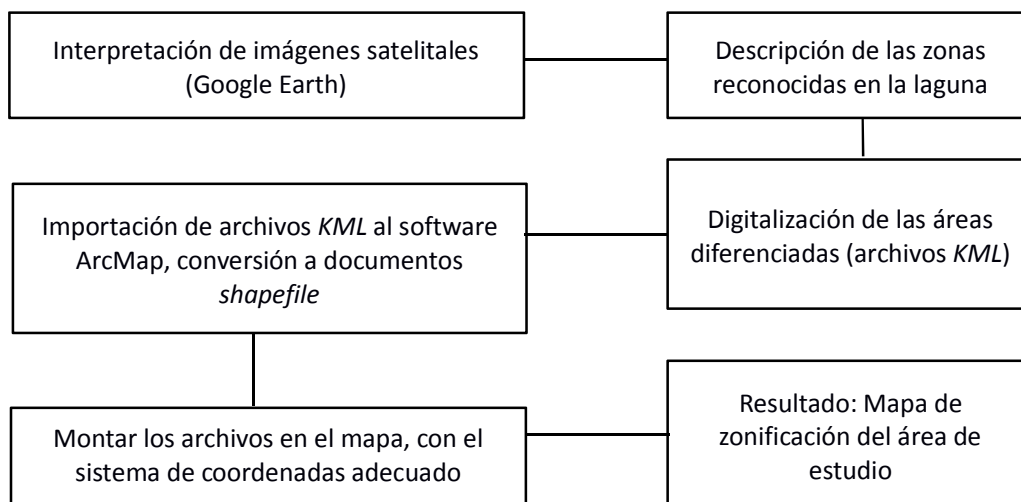 Interpretación de imágenes satelitales
(Google Earth)
Descripción de las zonas
reconocidas en la laguna
Digitalización de las áreas
diferenciadas (archivos KML)
Importación de archivos KML al software
ArcMap, conversión a documentos
shapefile
Montar los archivos en el mapa, con el
sistema de coordenadas adecuado
Resultado: Mapa de
zonificación del área de
estudio